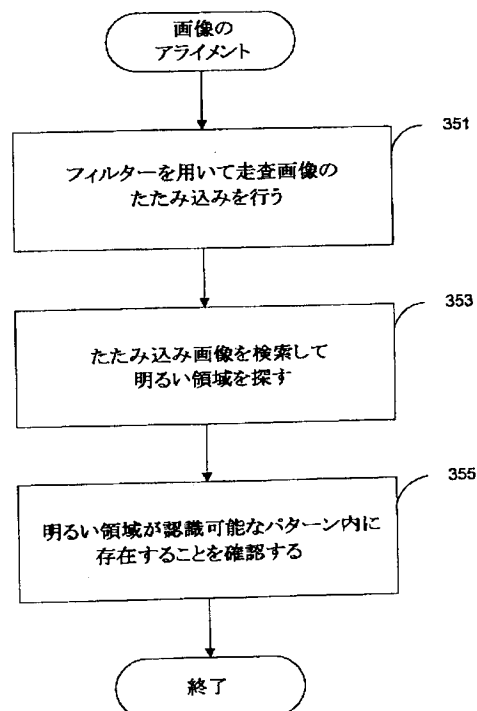 画像の
アライメント
351
フィルターを用いて走査画像の
たたみ込みを行う
353
たたみ込み画像を検索して
明るい領域を探す
355
明るい領域が認識可能なパターン内に
存在することを確認する
終了